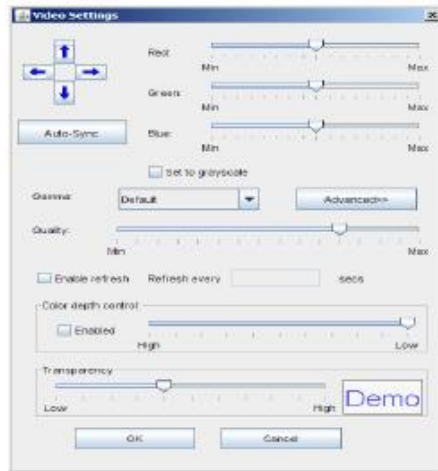 Video Settings
Red:
Min Max
Green:
Min Max
Auto-Sync
Blue:
Min Max
Set to grayscale
Gamma: Default Advanced>>
Quality:
Min Max
Enable refresh Refresh every secs
Color depth control
Enabled
High Low
Transparency
Low High
Demo
OK Cancel